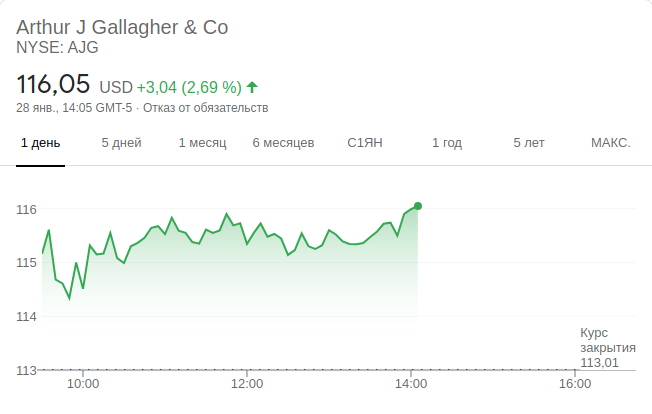 Arthur J Gallagher & Co
NYSE: AJG
116,05 USD +3,04 (2,69 %)
28 янв., 14:05 GMT-5 · Отказ от обязательств
1 день 5 дней 1 месяц 6 месяцев С1ЯН 1 год 5 лет МАКС.
116
115
114
113
Курс
закрытия
113,01
10:00 12:00 14:00 16:00